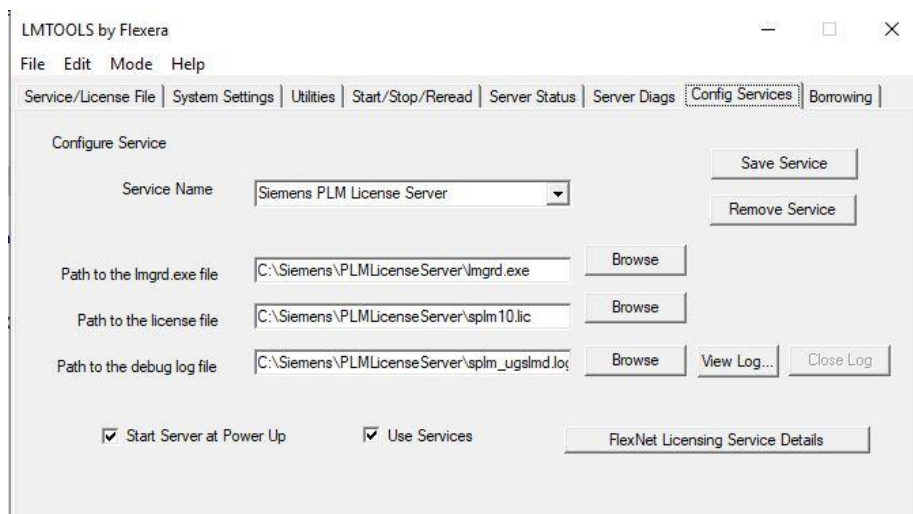 LMTOOLS by Flexera
File Edit Mode Help
Service/License File System Settings Utilities Start/Stop/Reread Server Status Server Diags Config Services Borrowing
Configure Service
Save Service
Service Name Siemens PLM License Server
Remove Service
Path to the lmgrd.exe file C:\Siemens\PLMLicenseServer\lmgrd.exe Browse
Path to the license file C:\Siemens\PLMLicenseServer\splm10.lic Browse
Path to the debug log file C:\Siemens\PLMLicenseServer\splm_ugslmd.log Browse View Log... Close Log
Start Server at Power Up Use Services FlexNet Licensing Service Details